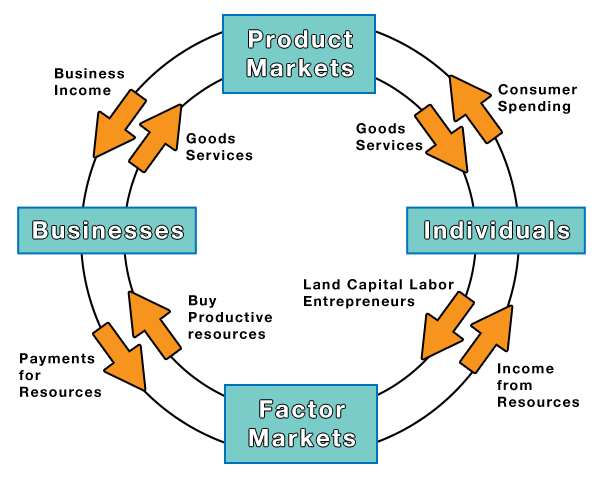 Product
Markets
Business
Income
Consumer
Spending
Goods
Services
Goods
Services
Businesses
Individuals
Land Capital Labor
Entrepreneurs
Buy
Productive
resources
Payments
for
Resources
Income
from
Resources
Factor
Markets